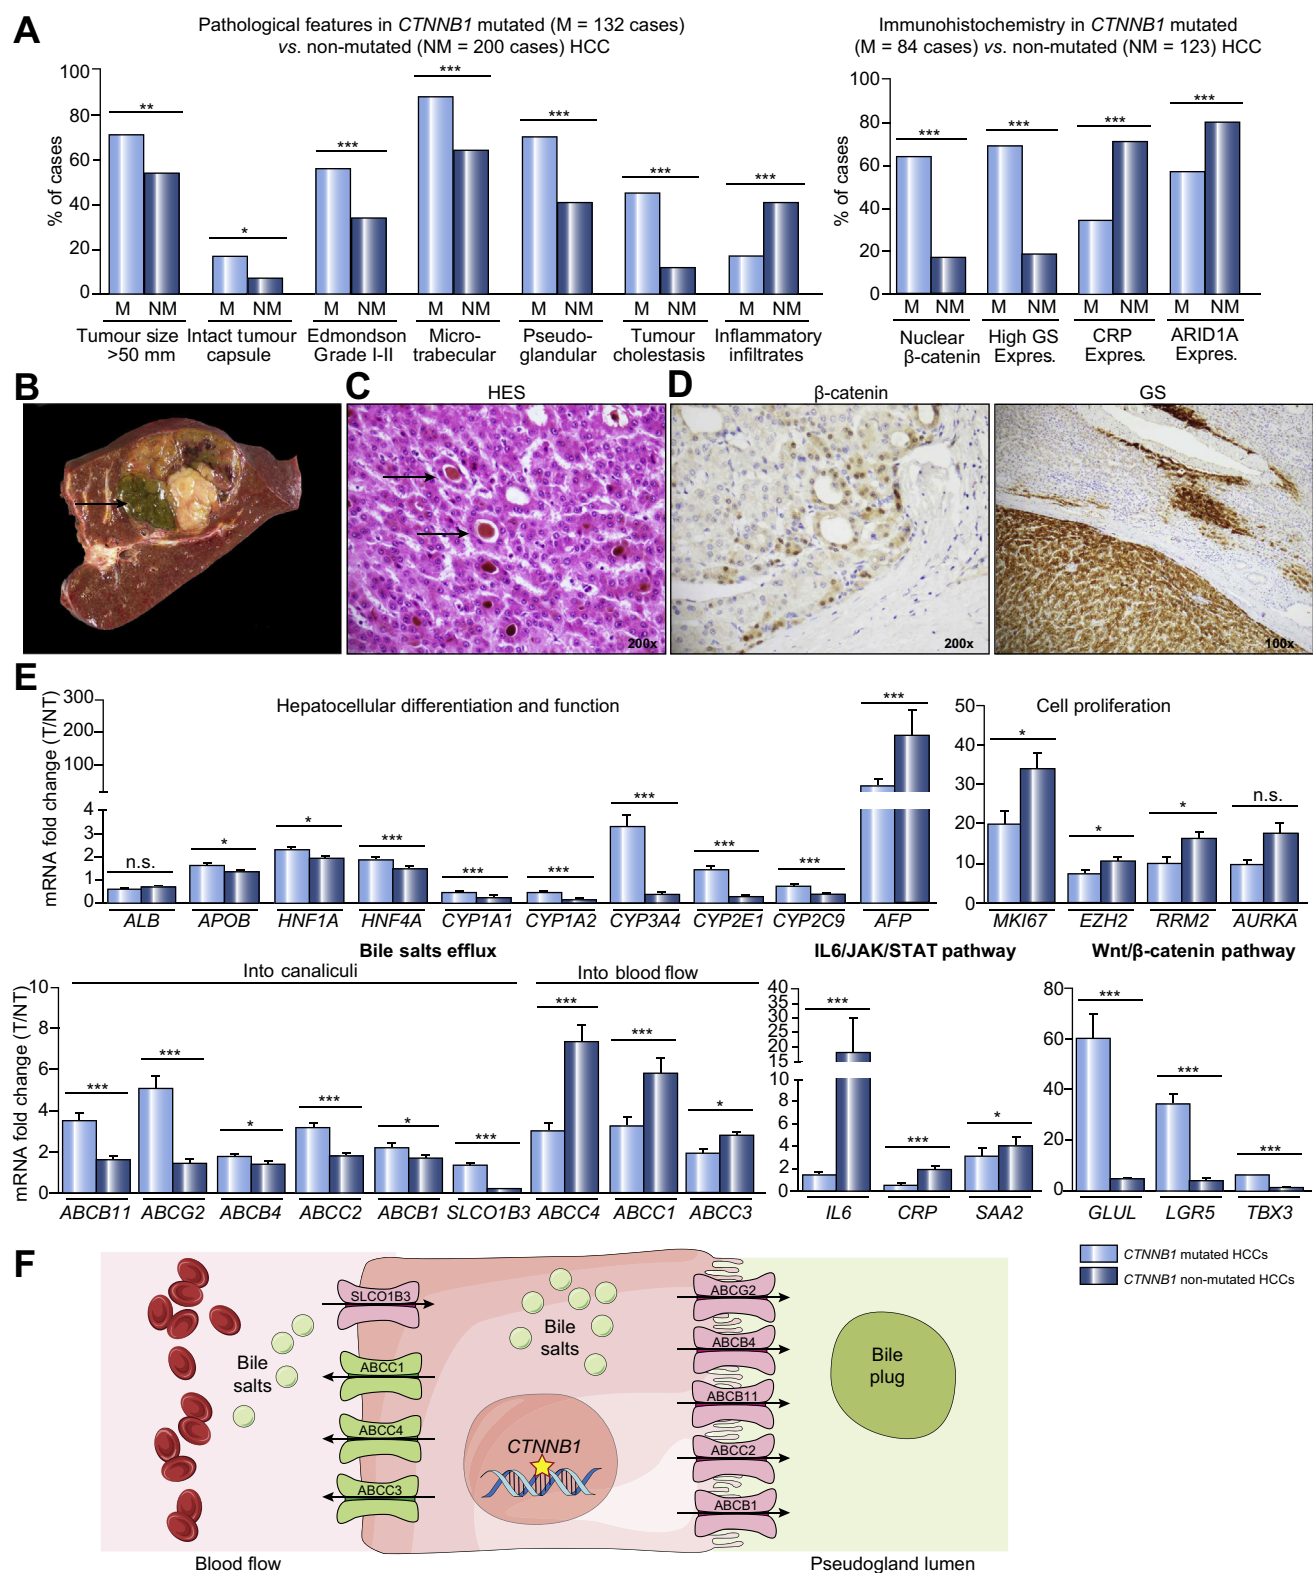 A
Pathological features in CTNNB1 mutated (M = 132 cases)
vs. non-mutated (NM = 200 cases) HCC
% of cases
100
80
60
40
20
0
**
*
***
***
***
***
***
M NM M NM M NM M NM M NM M NM M NM
Tumour size >50 mm
Intact tumour capsule
Edmondson Grade I-II
Micro-trabecular
Pseudo-glandular
Tumour cholestasis
Inflammatory infiltrates
Immunohistochemistry in CTNNB1 mutated
(M = 84 cases) vs. non-mutated (NM = 123) HCC
% of cases
100
80
60
40
20
0
***
***
***
***
M NM M NM M NM M NM
Nuclear β-catenin
High GS Expres.
CRP Expres.
ARID1A Expres.
B
C
HES
200x
D
β-catenin
200x
GS
100x
E
mRNA fold change (T/NT)
Hepatocellular differentiation and function
300
200
100
4
3
2
1
0
n.s.
*
*
***
***
***
***
***
***
***
ALB APOB HNF1A HNF4A CYP1A1 CYP1A2 CYP3A4 CYP2E1 CYP2C9 AFP
Cell proliferation
50
40
30
20
10
0
*
*
*
n.s.
MKI67 EZH2 RRM2 AURKA
Bile salts efflux
Into canaliculi
Into blood flow
mRNA fold change (T/NT)
10
8
6
4
2
0
***
***
*
***
*
***
***
***
*
ABCB11 ABCG2 ABCB4 ABCC2 ABCB1 SLCO1B3 ABCC4 ABCC1 ABCC3
IL6/JAK/STAT pathway
40
35
30
25
20
15
10
8
6
4
2
0
***
***
*
IL6 CRP SAA2
Wnt/β-catenin pathway
80
60
40
20
0
***
***
***
GLUL LGR5 TBX3
CTNNB1 mutated HCCs
CTNNB1 non-mutated HCCs
F
SLCO1B3
ABCC1
ABCC4
ABCC3
Bile salts
Bile salts
CTNNB1
ABCG2
ABCB4
ABCB11
ABCC2
ABCB1
Bile plug
Blood flow
Pseudogland lumen